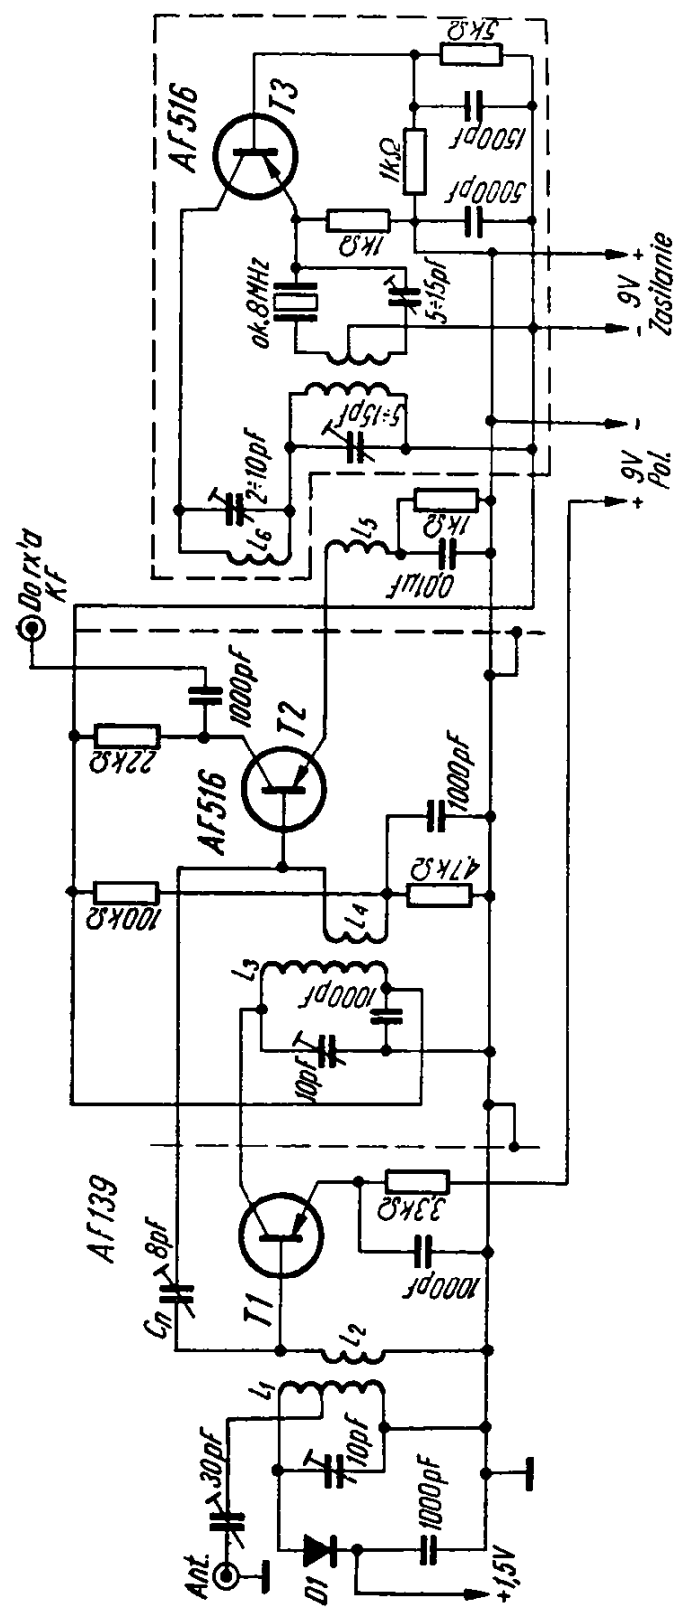 Ant.
30pF
D1
+1,5V
1000pF
10pF
L1
L2
Cn
8pF
AF139
T1
1000pF
3,3kΩ
10pF
1000pF
L3
L4
100kΩ
4,7kΩ
1000pF
AF516
T2
22kΩ
1000pF
Do rx'a
KF
L5
0,01µF
1kΩ
L6
2÷10pF
5÷15pF
ok. 8MHz
5÷15pF
1kΩ
5000pF
1kΩ
1500pF
5kΩ
AF516
T3
+ -
9V
Pol.
- +
9V
Zasilanie